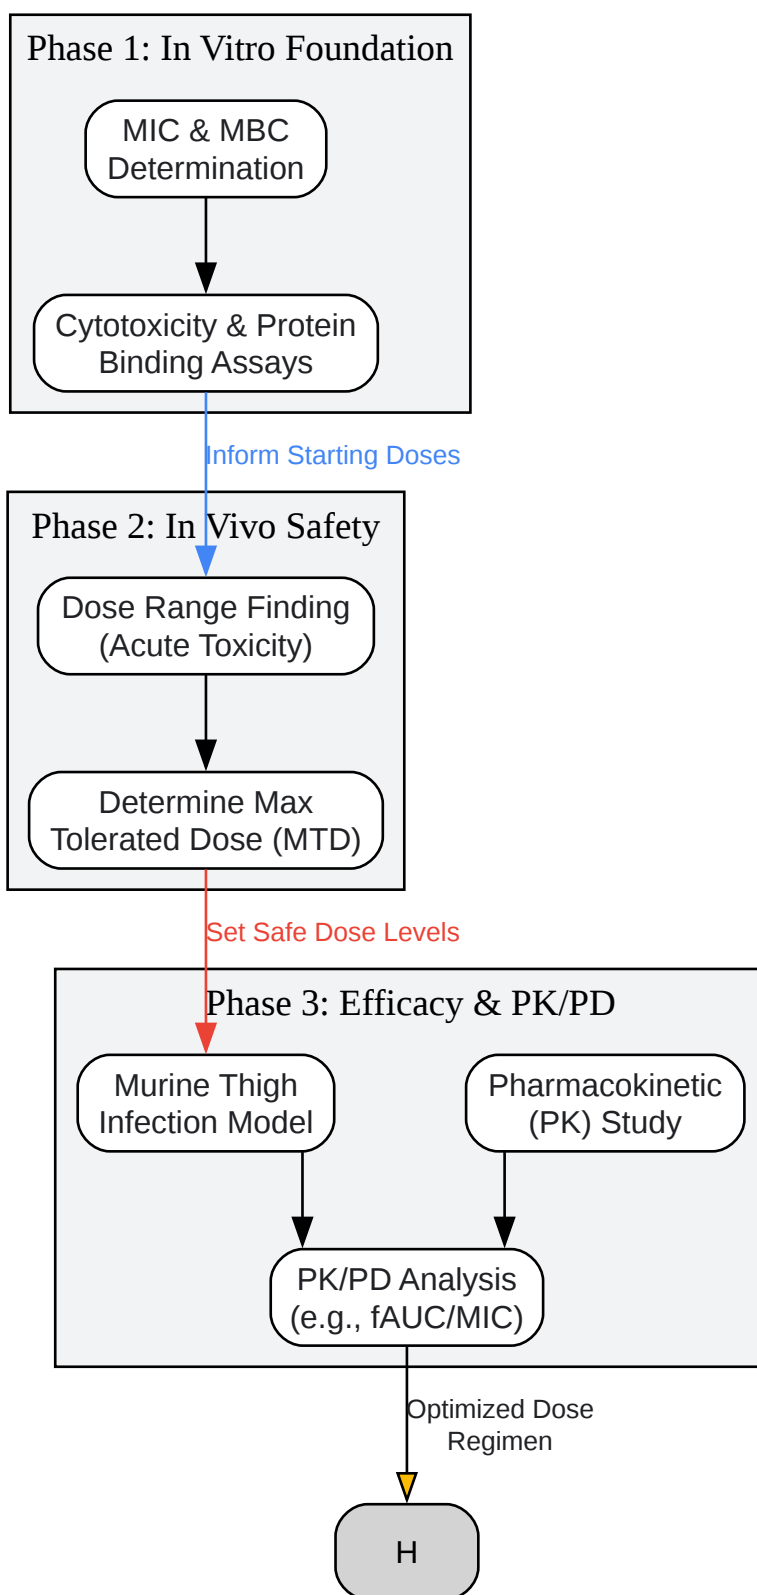 Phase 1: In Vitro Foundation
MIC & MBC
Determination
Cytotoxicity & Protein
Binding Assays
Inform Starting Doses
Phase 2: In Vivo Safety
Dose Range Finding
(Acute Toxicity)
Determine Max
Tolerated Dose (MTD)
Set Safe Dose Levels
Phase 3: Efficacy & PK/PD
Murine Thigh
Infection Model
Pharmacokinetic
(PK) Study
PK/PD Analysis
(e.g., fAUC/MIC)
Optimized Dose
Regimen
H